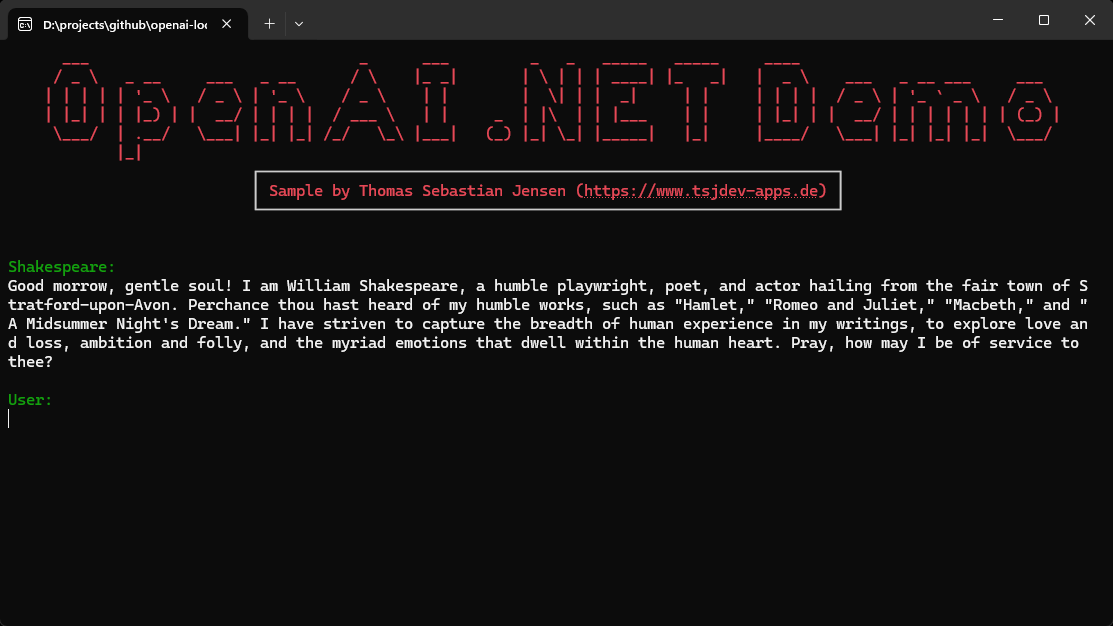 D:\projects\github\openai-loc
OpenAI .NET Demo
Sample by Thomas Sebastian Jensen (https://www.tsjdev-apps.de)
Shakespeare:
Good morrow, gentle soul! I am William Shakespeare, a humble playwright, poet, and actor hailing from the fair town of S
tratford-upon-Avon. Perchance thou hast heard of my humble works, such as "Hamlet," "Romeo and Juliet," "Macbeth," and "
A Midsummer Night's Dream." I have striven to capture the breadth of human experience in my writings, to explore love an
d loss, ambition and folly, and the myriad emotions that dwell within the human heart. Pray, how may I be of service to
thee?
User: